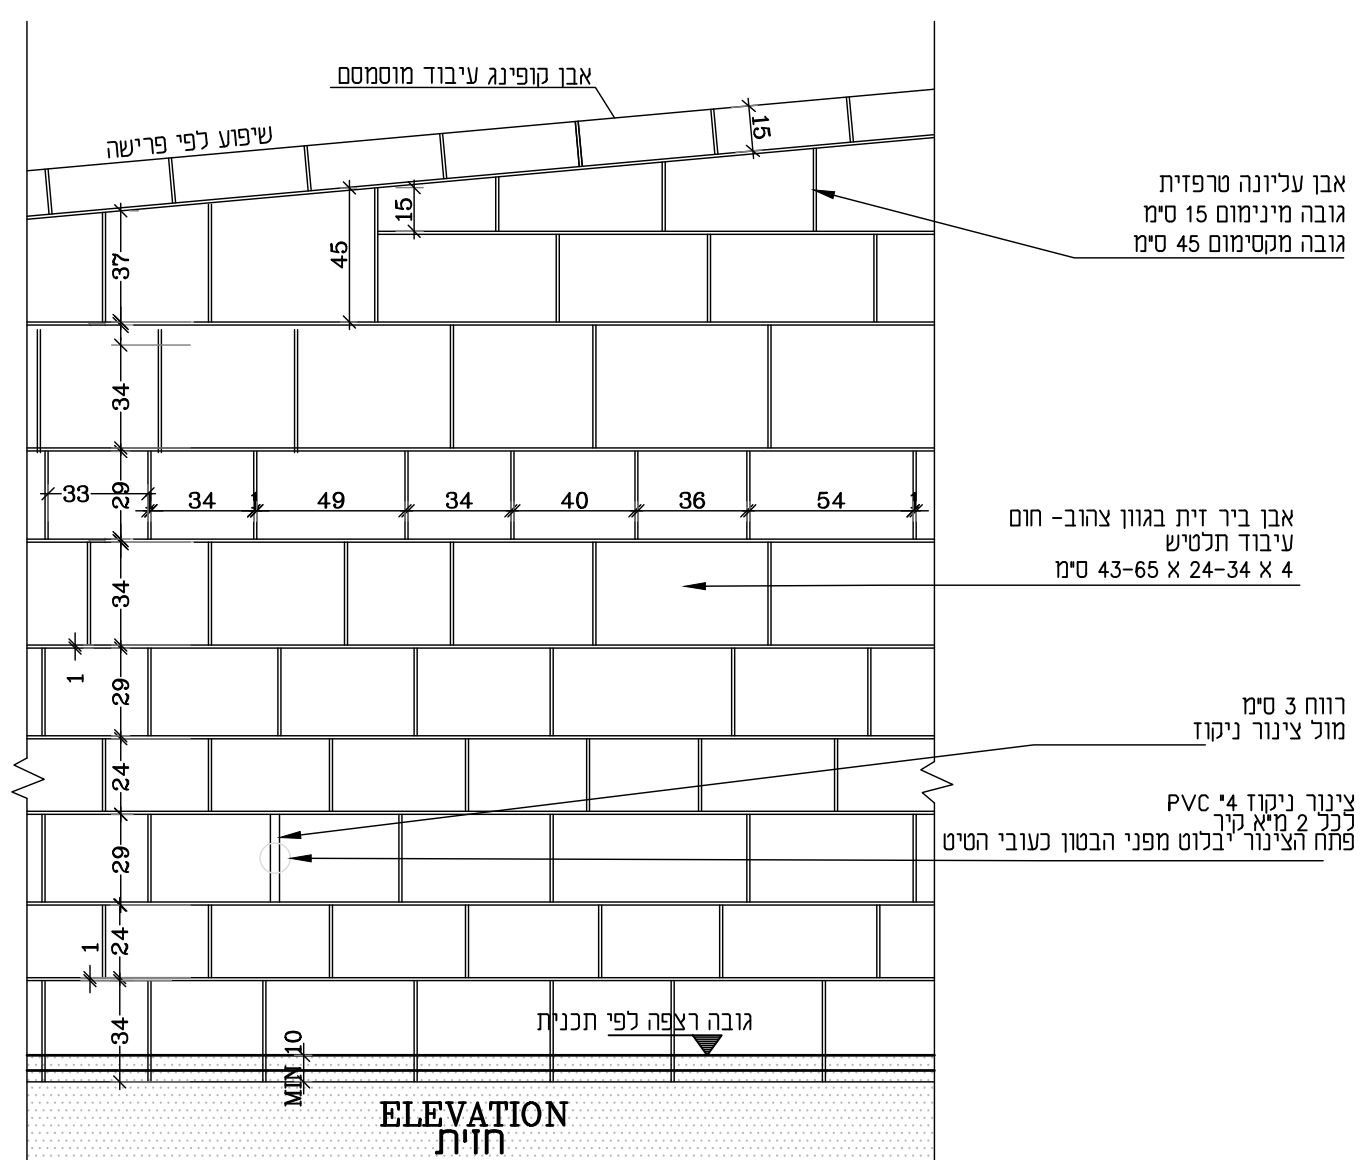 אבן קופינג עיבוד מוסמסם
שיפוע לפי פרישה
15
אבן עליונה טרפזית
גובה מינימום 15 ס"מ
גובה מקסימום 45 ס"מ
15
45
37
34
33
29
34
1
49
34
40
36
54
1
אבן ביר זית בגוון צהוב- חום
עיבוד תלטיש
43-65 X 24-34 X 4 ס"מ
34
1
29
רווח 3 ס"מ
מול צינור ניקוז
24
צינור ניקוז 4" PVC
לכל 2 מ"א קיר
פתח הצינור יבלוט מפני הבטון כעובי הטיט
29
1
24
34
גובה רצפה לפי תכנית
MIN 10
ELEVATION
חזית